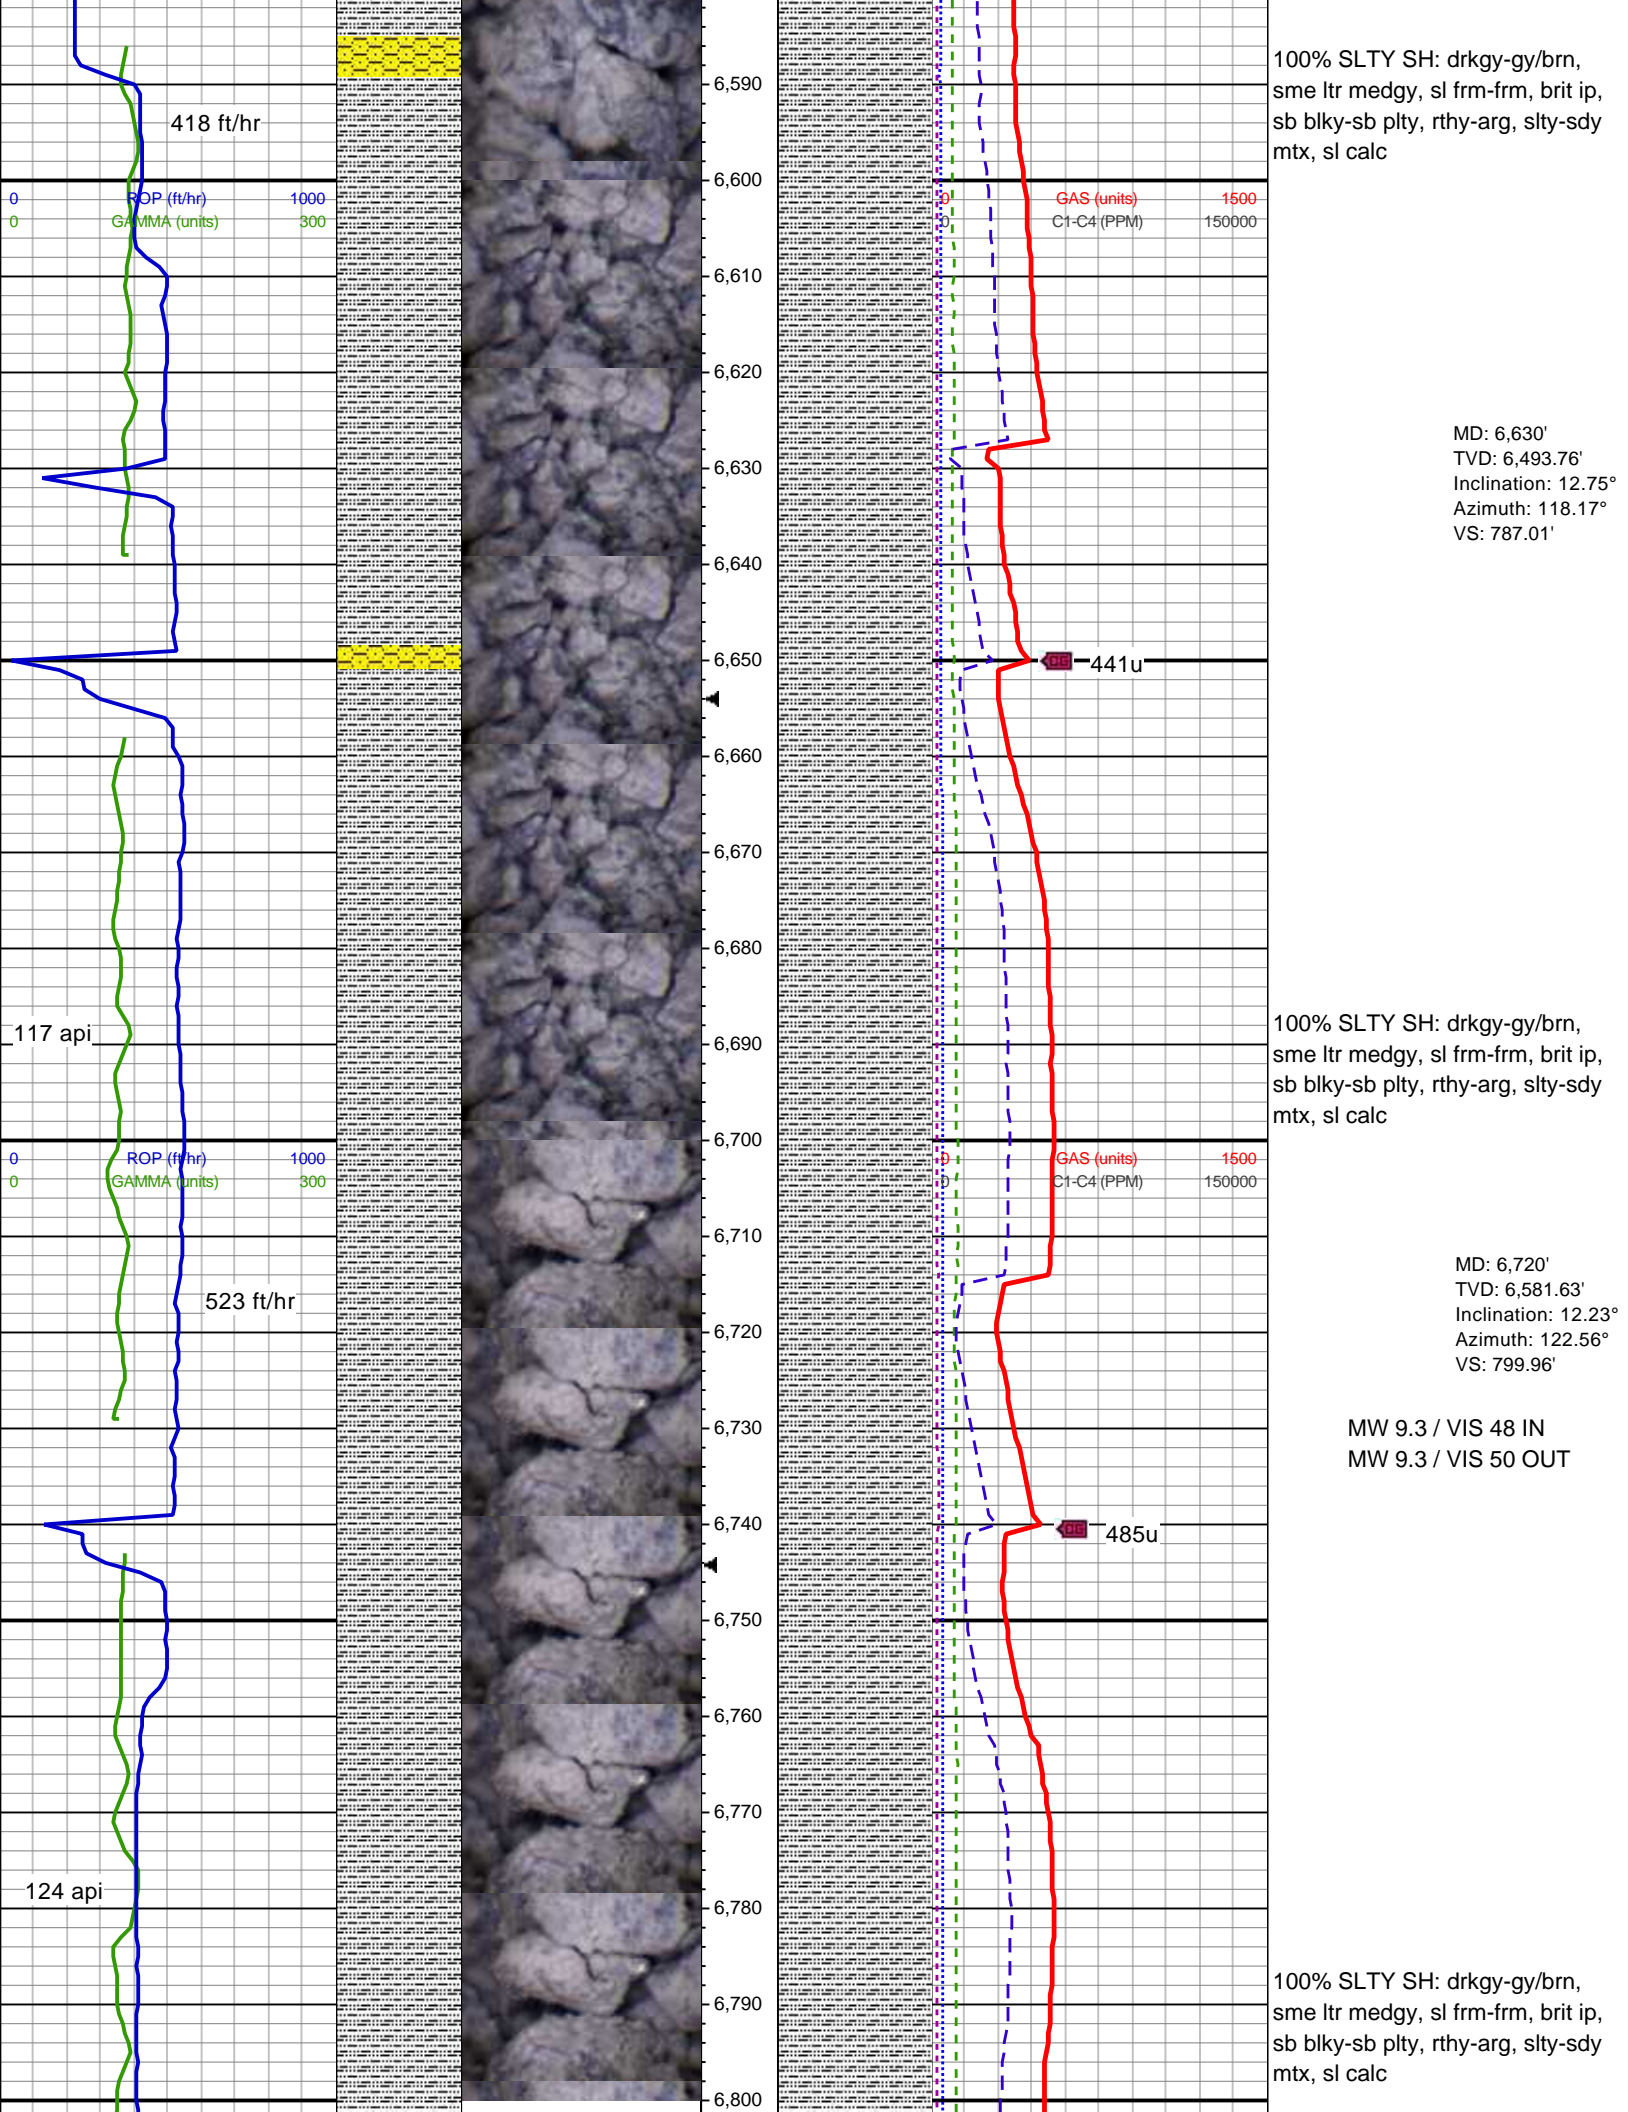 100% SLTY SH: drkgy-gy/brn,
sme ltr medgy, sl frm-frm, brit ip,
sb blky-sb plty, rthy-arg, slty-sdy
mtx, sl calc
6,590
418 ft/hr
6,600
0 ROP (ft/hr) 1000
0 GAMMA (units) 300
0 GAS (units) 1500
0 C1-C4 (PPM) 150000
6,610
6,620
MD: 6,630'
TVD: 6,493.76'
Inclination: 12.75°
Azimuth: 118.17°
VS: 787.01'
6,630
6,640
6,650
441u
6,660
6,670
6,680
100% SLTY SH: drkgy-gy/brn,
sme ltr medgy, sl frm-frm, brit ip,
sb blky-sb plty, rthy-arg, slty-sdy
mtx, sl calc
117 api
6,690
6,700
0 ROP (ft/hr) 1000
0 GAMMA (units) 300
0 GAS (units) 1500
0 C1-C4 (PPM) 150000
6,710
MD: 6,720'
TVD: 6,581.63'
Inclination: 12.23°
Azimuth: 122.56°
VS: 799.96'
523 ft/hr
6,720
6,730
MW 9.3 / VIS 48 IN
MW 9.3 / VIS 50 OUT
6,740
485u
6,750
6,760
6,770
124 api
6,780
6,790
100% SLTY SH: drkgy-gy/brn,
sme ltr medgy, sl frm-frm, brit ip,
sb blky-sb plty, rthy-arg, slty-sdy
mtx, sl calc
6,800